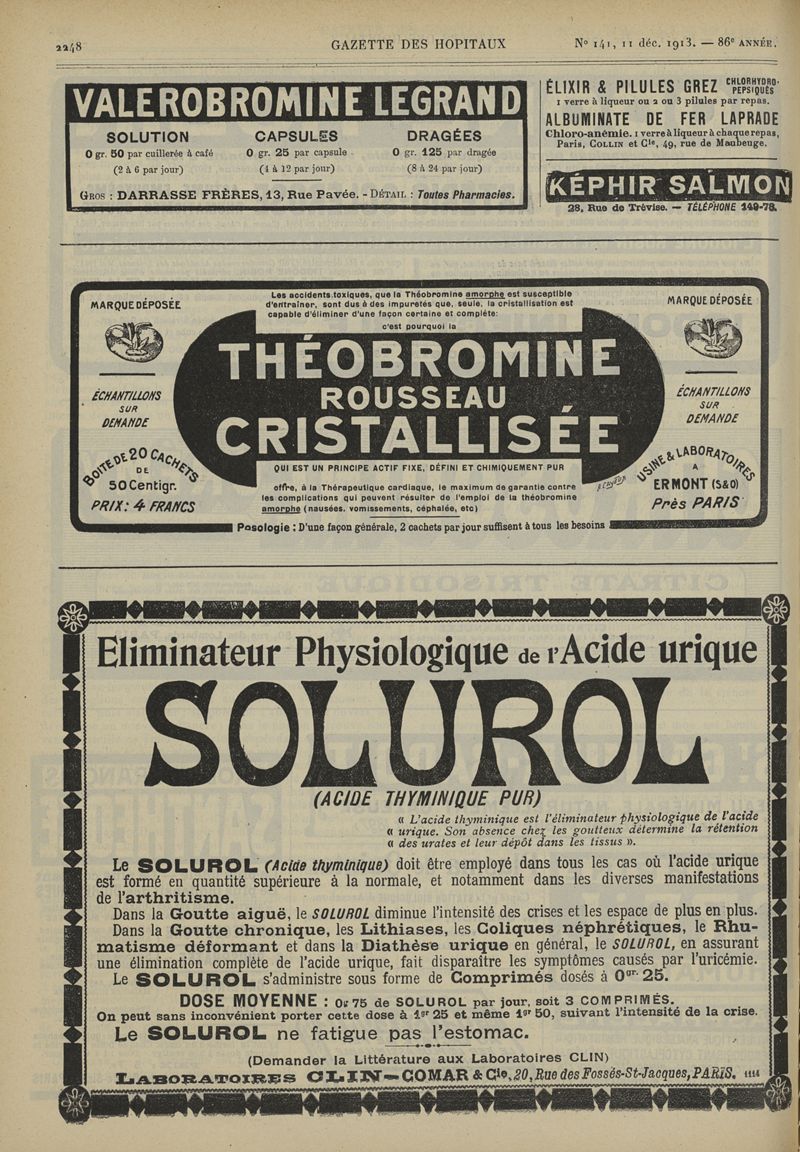 2248
GAZETTE DES HOPITAUX
No 141, 11 déc. 1913. — 86e ANNÉE.
VALEROBROMINE LEGRAND
SOLUTION
0 gr. 50 par cuillerée à café
(2 à 6 par jour)
CAPSULES
0 gr. 25 par capsule
(4 à 12 par jour)
DRAGÉES
0 gr. 125 par dragée
(8 à 24 par jour)
GROS : DARRASSE FRÈRES, 13, Rue Pavée. - DÉTAIL : Toutes Pharmacies.
ÉLIXIR & PILULES GREZ CHLORHYDRO-PEPSIQUES
1 verre à liqueur ou 2 ou 3 pilules par repas.
ALBUMINATE DE FER LAPRADE
Chloro-anémie. 1 verre à liqueur à chaque repas,
Paris, COLLIN et Cie, 49, rue de Maubeuge.
KÉPHIR SALMON
28, Rue de Trévise. — TÉLÉPHONE 149-78.
MARQUE DÉPOSÉE
ÉCHANTILLONS
SUR
DEMANDE
BOITE DE 20 CACHETS
DE
50 Centigr.
PRIX: 4 FRANCS
Les accidents toxiques, que la Théobromine amorphe est susceptible
d'entraîner, sont dus à des impuretés que, seule, la cristallisation est
capable d'éliminer d'une façon certaine et complète:
c'est pourquoi la
THÉOBROMINE
ROUSSEAU
CRISTALLISÉE
QUI EST UN PRINCIPE ACTIF FIXE, DÉFINI ET CHIMIQUEMENT PUR
offre, à la Thérapeutique cardiaque, le maximum de garantie contre
les complications qui peuvent résulter de l'emploi de la théobromine
amorphe (nausées, vomissements, céphalée, etc)
MARQUE DÉPOSÉE
ÉCHANTILLONS
SUR
DEMANDE
USINE & LABORATOIRES
A
ERMONT (S&O)
Près PARIS
Posologie : D'une façon générale, 2 cachets par jour suffisent à tous les besoins
Eliminateur Physiologique de l'Acide urique
SOLUROL
(ACIDE THYMINIQUE PUR)
« L'acide thyminique est l'éliminateur physiologique de l'acide
« urique. Son absence chez les goutteux détermine la rétention
« des urates et leur dépôt dans les tissus ».
Le SOLUROL (Acide thyminique) doit être employé dans tous les cas où l'acide urique
est formé en quantité supérieure à la normale, et notamment dans les diverses manifestations
de l'arthritisme.
Dans la Goutte aiguë, le SOLUROL diminue l'intensité des crises et les espace de plus en plus.
Dans la Goutte chronique, les Lithiases, les Coliques néphrétiques, le Rhu-
matisme déformant et dans la Diathèse urique en général, le SOLUROL, en assurant
une élimination complète de l'acide urique, fait disparaître les symptômes causés par l'uricémie.
Le SOLUROL s'administre sous forme de Comprimés dosés à 0gr. 25.
DOSE MOYENNE : 0gr 75 de SOLUROL par jour, soit 3 COMPRIMÉS.
On peut sans inconvénient porter cette dose à 1gr 25 et même 1gr 50, suivant l'intensité de la crise.
Le SOLUROL ne fatigue pas l'estomac.
(Demander la Littérature aux Laboratoires CLIN)
LABORATOIRES CLIN — COMAR & Cie, 20, Rue des Fossés-St-Jacques, PARIS.